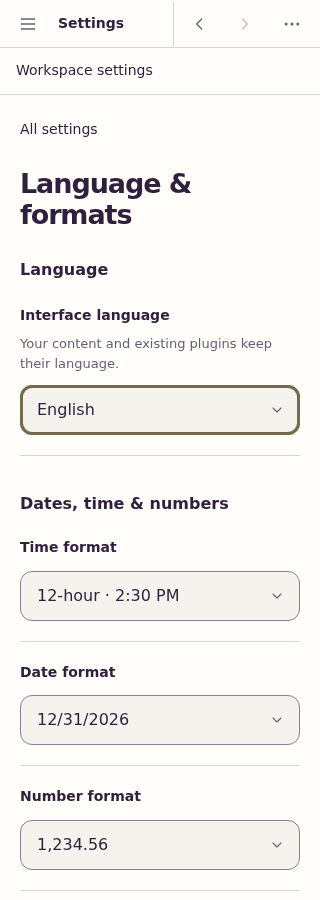 Settings
Workspace settings
All settings
Language &
formats
Language
Interface language
Your content and existing plugins keep
their language.
English
Dates, time & numbers
Time format
12-hour · 2:30 PM
Date format
12/31/2026
Number format
1,234.56